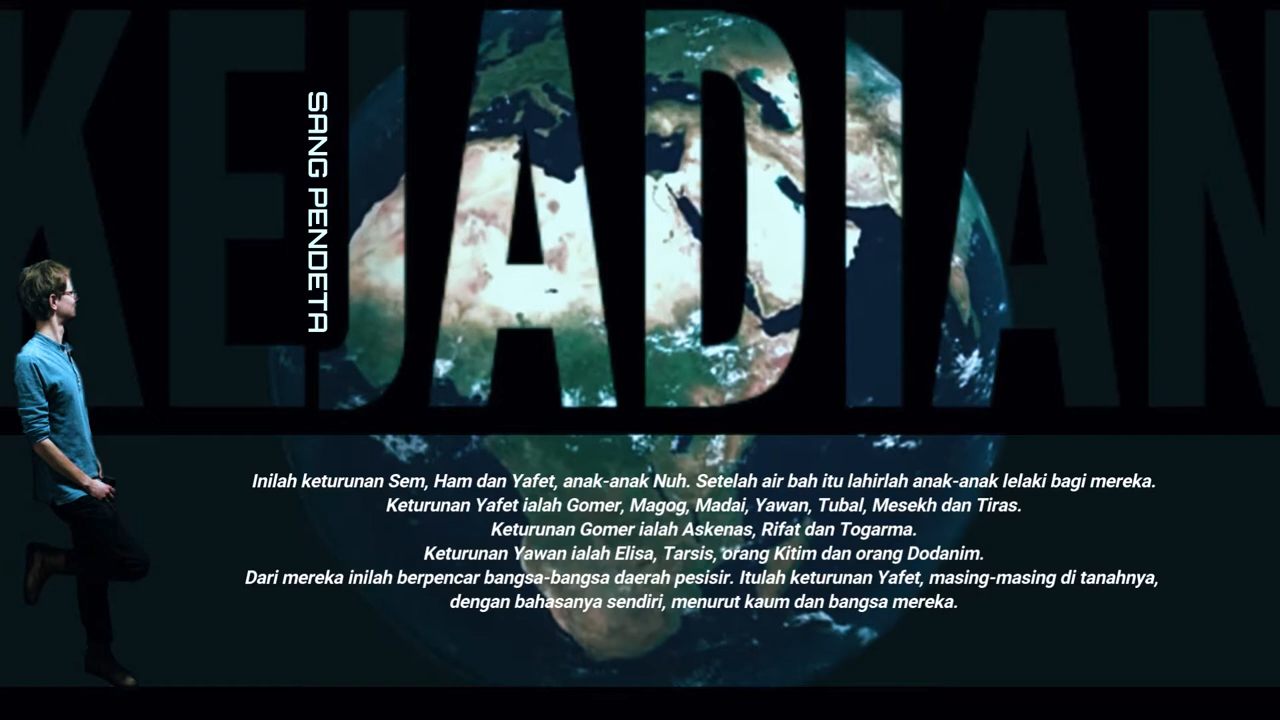 KEJADIAN
SANG PENDETA
Inilah keturunan Sem, Ham dan Yafet, anak-anak Nuh. Setelah air bah itu lahirlah anak-anak lelaki bagi mereka.
Keturunan Yafet ialah Gomer, Magog, Madai, Yawan, Tubal, Mesekh dan Tiras.
Keturunan Gomer ialah Askenas, Rifat dan Togarma.
Keturunan Yawan ialah Elisa, Tarsis, orang Kitim dan orang Dodanim.
Dari mereka inilah berpencar bangsa-bangsa daerah pesisir. Itulah keturunan Yafet, masing-masing di tanahnya,
dengan bahasanya sendiri, menurut kaum dan bangsa mereka.